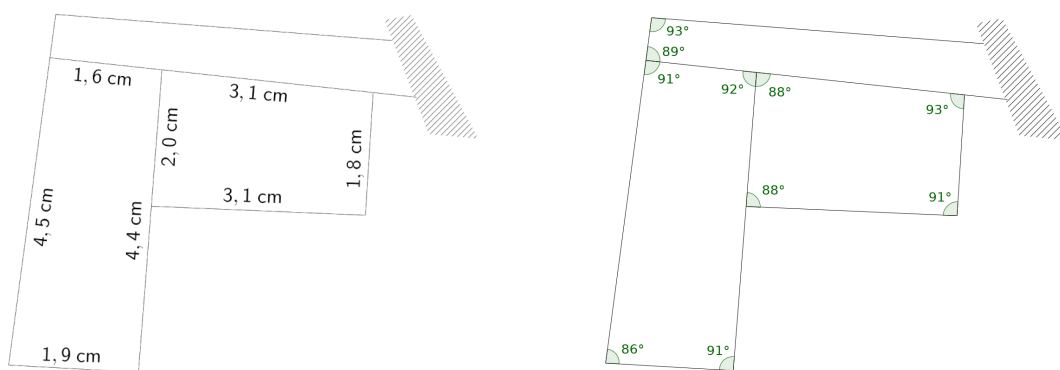 1, 6 cm
3, 1 cm
2, 0 cm
1, 8 cm
3, 1 cm
4, 5 cm
4, 4 cm
1, 9 cm
93°
89°
91°
92°
88°
93°
88°
91°
86°
91°